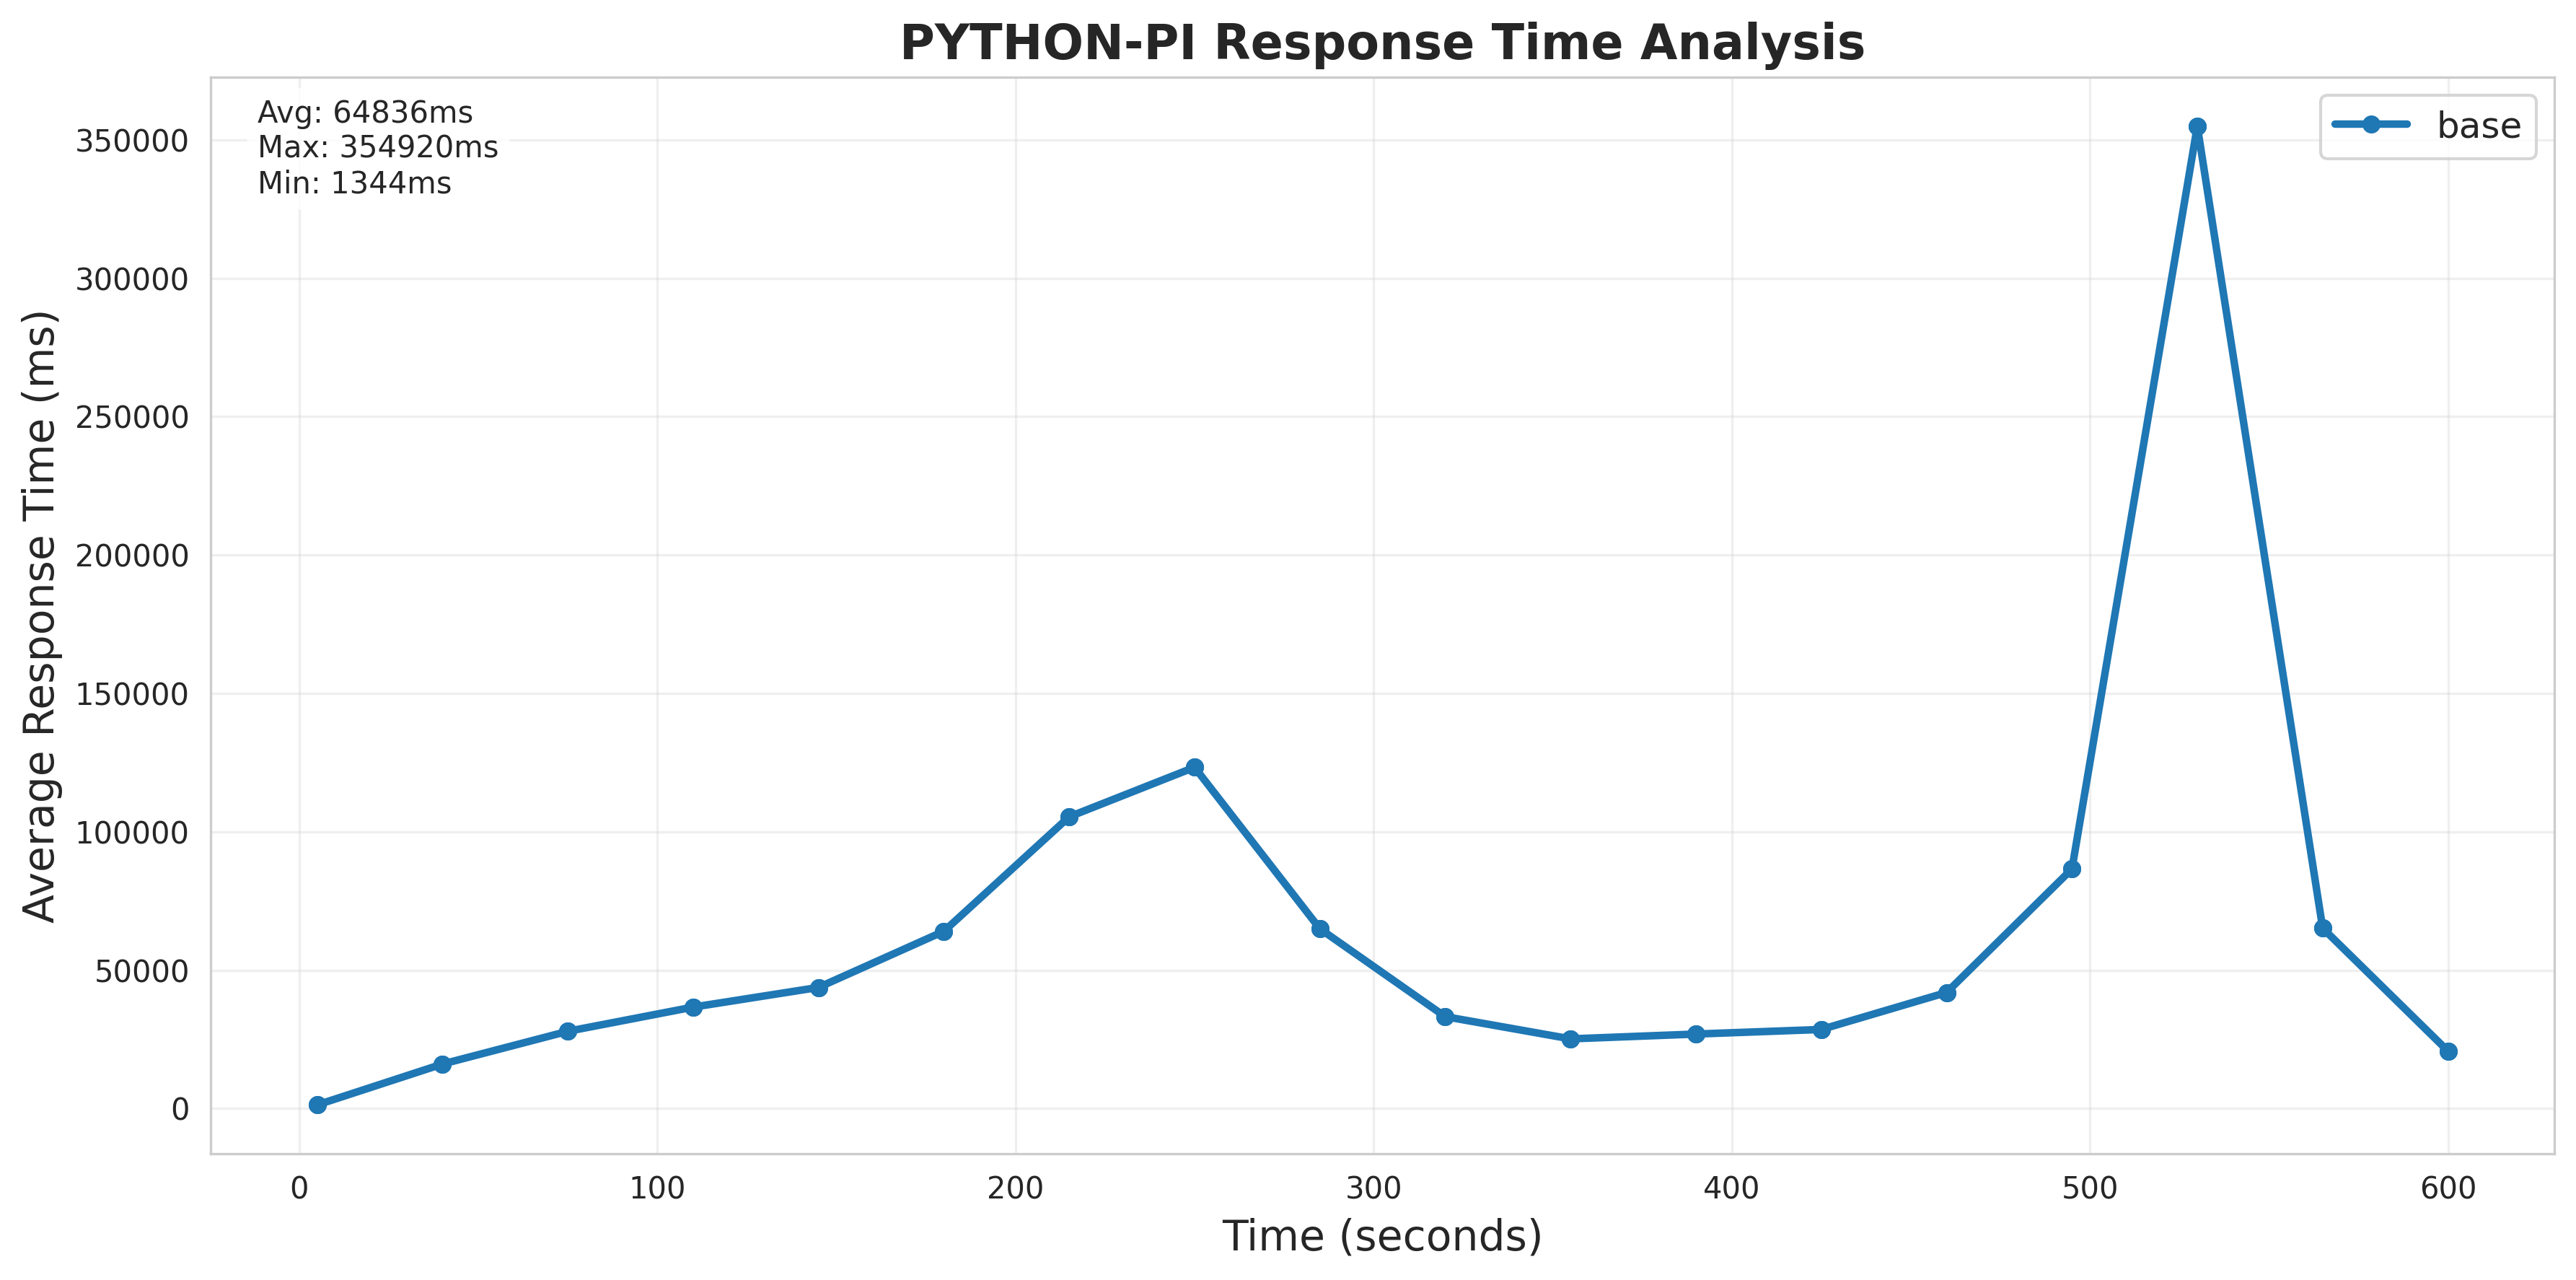 PYTHON-PI Response Time Analysis
Avg: 64836ms
Max: 354920ms
Min: 1344ms
base
Average Response Time (ms)
350000
300000
250000
200000
150000
100000
50000
0
0 100 200 300 400 500 600
Time (seconds)